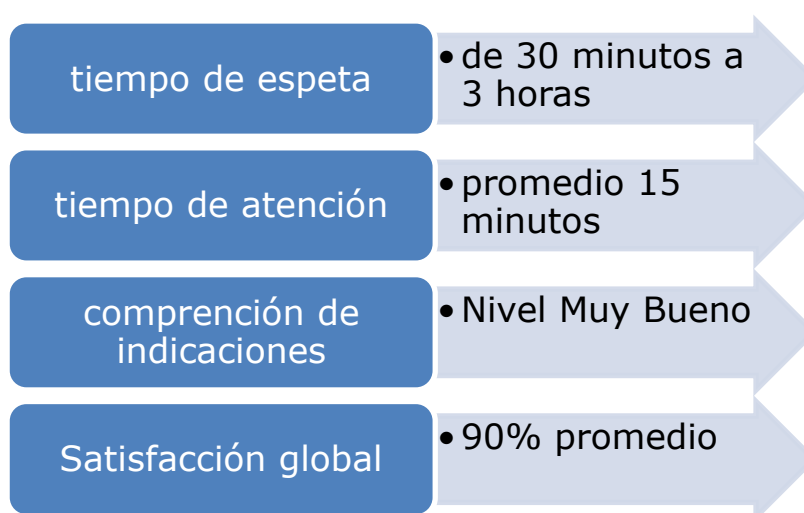 tiempo de espeta
• de 30 minutos a
3 horas
tiempo de atención
• promedio 15
minutos
comprención de
indicaciones
• Nivel Muy Bueno
Satisfacción global
• 90% promedio